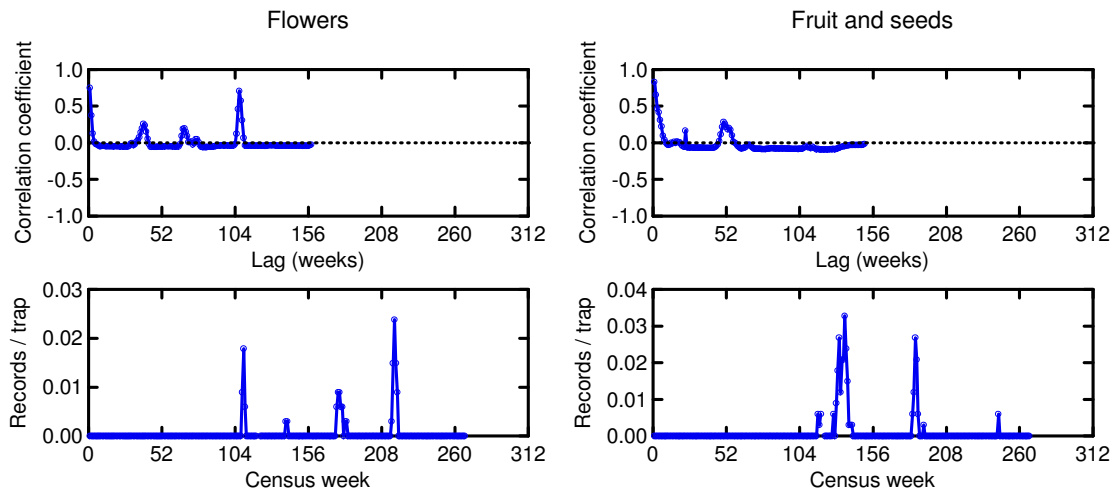 Flowers
Fruit and seeds
Correlation coefficient
1.0
0.5
0.0
-0.5
-1.0
0 52 104 156 208 260 312
Lag (weeks)
Correlation coefficient
1.0
0.5
0.0
-0.5
-1.0
0 52 104 156 208 260 312
Lag (weeks)
Records / trap
0.03
0.02
0.01
0.00
0 52 104 156 208 260 312
Census week
Records / trap
0.04
0.03
0.02
0.01
0.00
0 52 104 156 208 260 312
Census week